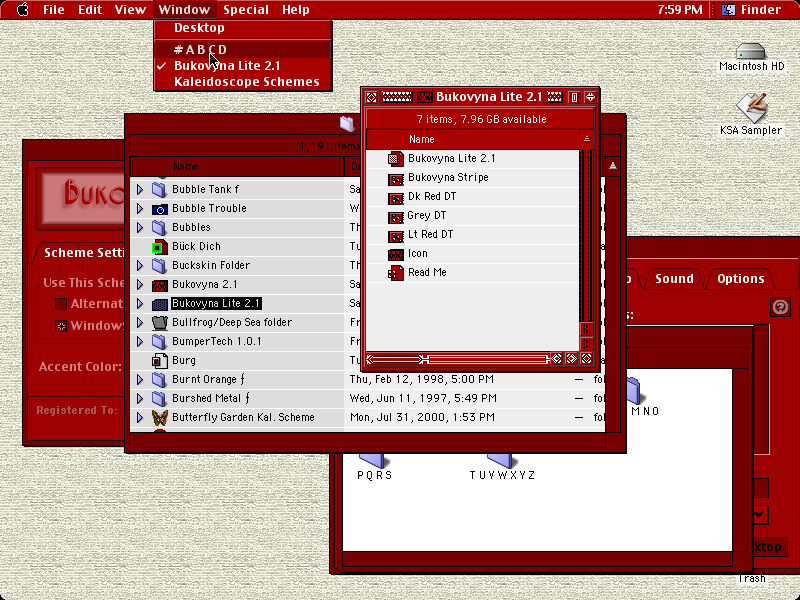 File Edit View Window Special Help 7:59 PM Finder
Desktop
# A B C D
✓ Bukovyna Lite 2.1
Kaleidoscope Schemes
Macintosh HD
KSA Sampler
Bukovyna Lite 2.1
7 items, 7.96 GB available
Name
Bukovyna Lite 2.1
Bukovyna Stripe
Dk Red DT
Grey DT
Lt Red DT
Icon
Read Me
1,191 items
Name
Bubble Tank f
Bubble Trouble
Bubbles
Bück Dich
Buckskin Folder
Bukovyna 2.1
Bukovyna Lite 2.1
Bullfrog/Deep Sea folder
BumperTech 1.0.1
Burg
Burnt Orange ƒ Thu, Feb 12, 1998, 5:00 PM — fol
Burshed Metal ƒ Wed, Jun 11, 1997, 5:49 PM — fol
Butterfly Garden Kal. Scheme Mon, Jul 31, 2000, 1:53 PM — fol
Buko
Scheme Setti
Use This Sche
Alternat
Window
Accent Color:
Registered To:
Sound Options
M N O
P Q R S
T U V W X Y Z
ktop
Trash